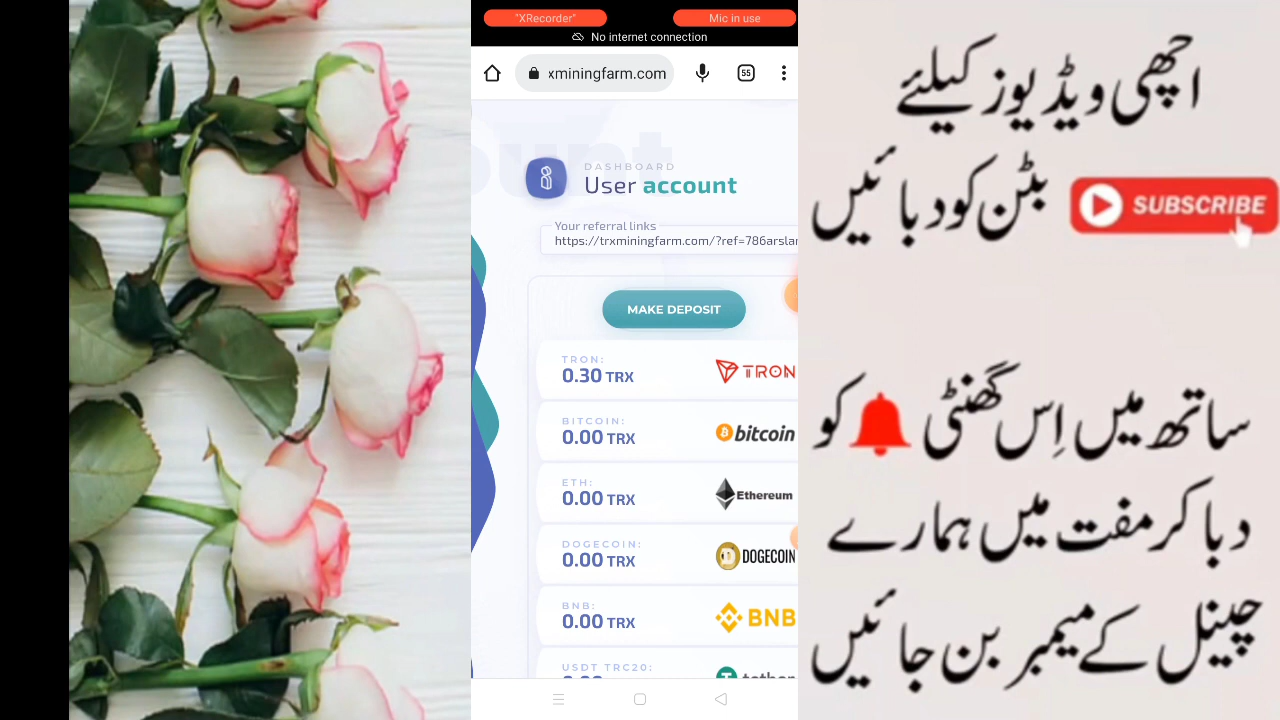 "XRecorder"
Mic in use
No internet connection
xminingfarm.com
55
DASHBOARD
User account
Your referral links
https://trxminingfarm.com/?ref=786arslan
MAKE DEPOSIT
TRON:
0.30 TRX
TRON
BITCOIN:
0.00 TRX
bitcoin
ETH:
0.00 TRX
Ethereum
DOGECOIN:
0.00 TRX
DOGECOIN
BNB:
0.00 TRX
BNB
USDT TRC20:
اچھی ویڈیوز کیلئے
بٹن کو دبائیں
SUBSCRIBE
ساتھ میں اِس گھنٹی کو
دبا کر مفت میں ہمارے
چینل کے میمبر بن جائیں